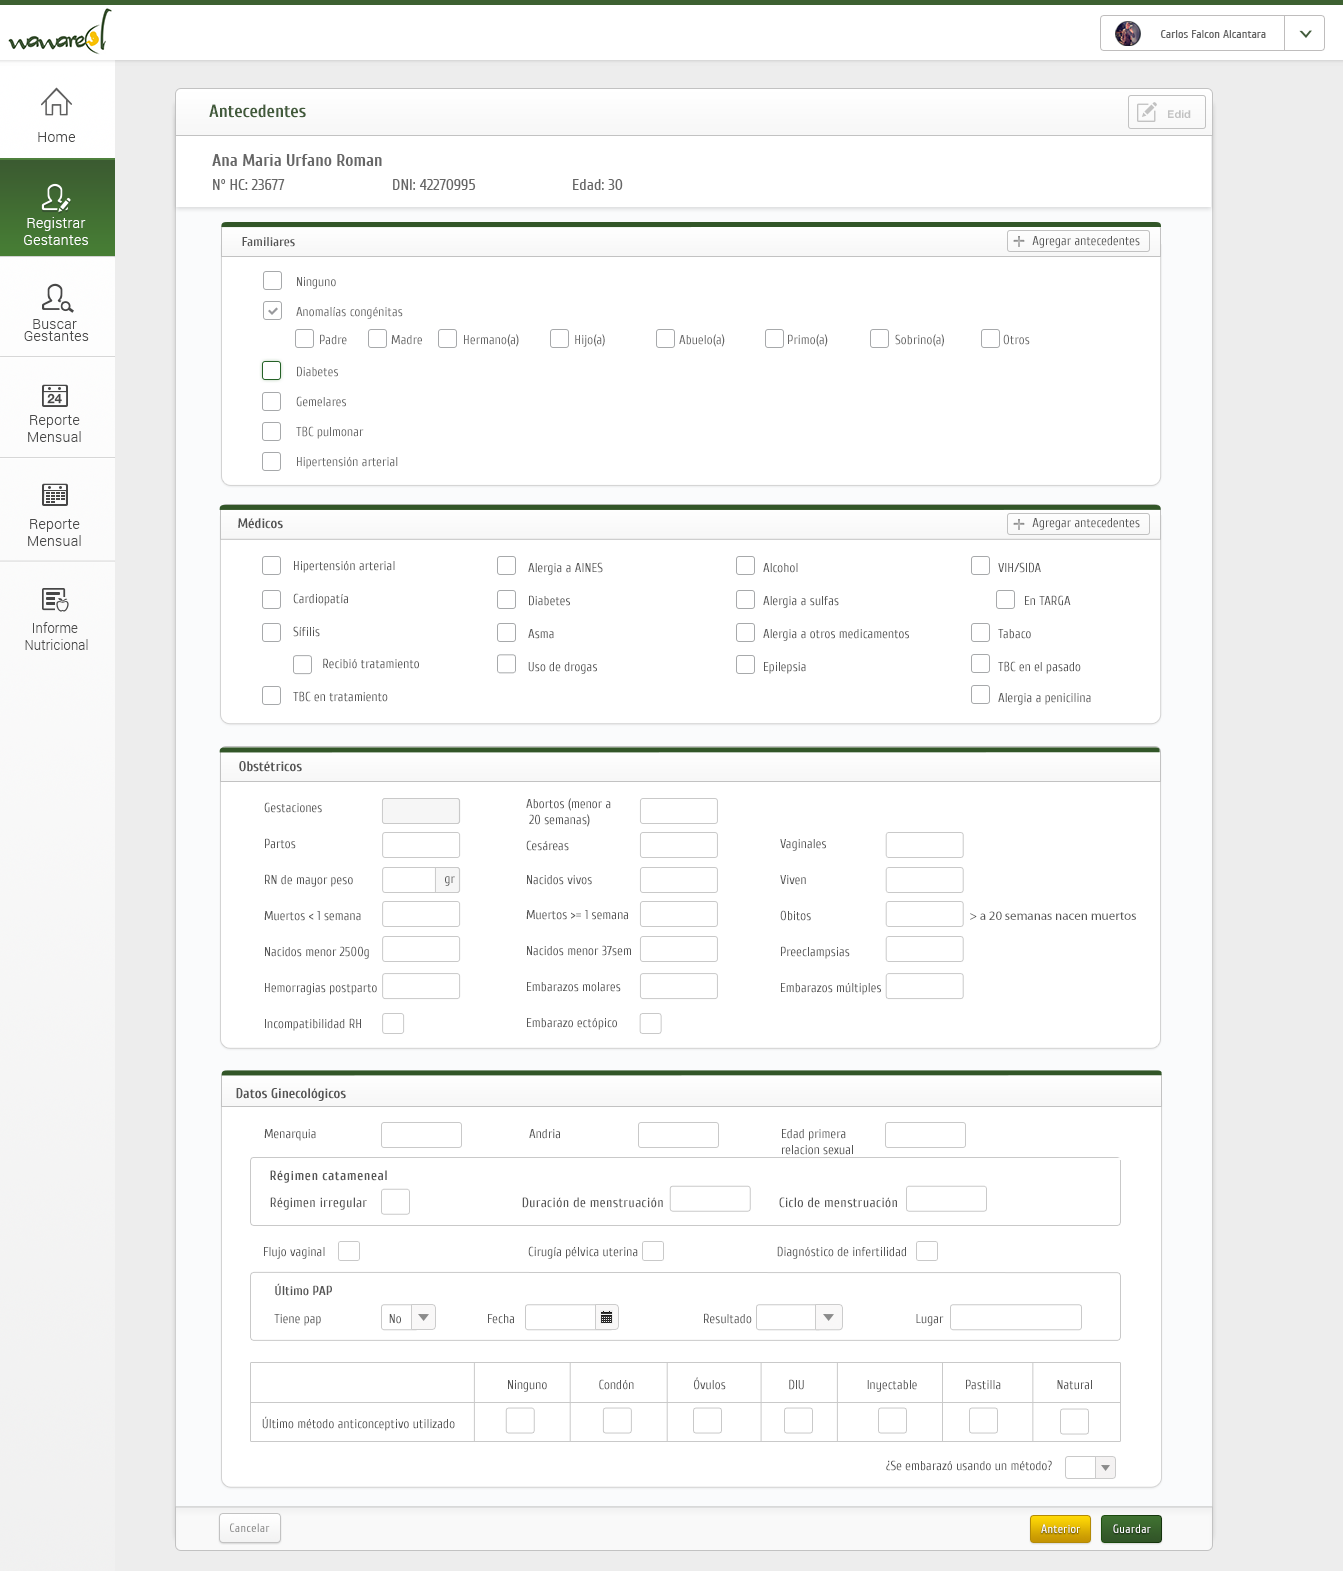 wawared
Carlos Falcon Alcantara
Home
Registrar
Gestantes
Buscar
Gestantes
24
Reporte
Mensual
Reporte
Mensual
Informe
Nutricional
Antecedentes
Edid
Ana Maria Urfano Roman
N° HC: 23677 DNI: 42270995 Edad: 30
Familiares
Agregar antecedentes
Ninguno
Anomalías congénitas
Padre Madre Hermano(a) Hijo(a) Abuelo(a) Primo(a) Sobrino(a) Otros
Diabetes
Gemelares
TBC pulmonar
Hipertensión arterial
Médicos
Agregar antecedentes
Hipertensión arterial Alergia a AINES Alcohol VIH/SIDA
Cardiopatía Diabetes Alergia a sulfas En TARGA
Sífilis Asma Alergia a otros medicamentos Tabaco
Recibió tratamiento Uso de drogas Epilepsia TBC en el pasado
TBC en tratamiento Alergia a penicilina
Obstétricos
Gestaciones Abortos (menor a
20 semanas)
Partos Cesáreas Vaginales
RN de mayor peso gr Nacidos vivos Viven
Muertos < 1 semana Muertos >= 1 semana Obitos > a 20 semanas nacen muertos
Nacidos menor 2500g Nacidos menor 37sem Preeclampsias
Hemorragias postparto Embarazos molares Embarazos múltiples
Incompatibilidad RH Embarazo ectópico
Datos Ginecológicos
Menarquia Andria Edad primera
relacion sexual
Régimen catameneal
Régimen irregular Duración de menstruación Ciclo de menstruación
Flujo vaginal Cirugía pélvica uterina Diagnóstico de infertilidad
Último PAP
Tiene pap No Fecha Resultado Lugar
Ninguno Condón Óvulos DIU Inyectable Pastilla Natural
Último método anticonceptivo utilizado
¿Se embarazó usando un método?
Cancelar Anterior Guardar